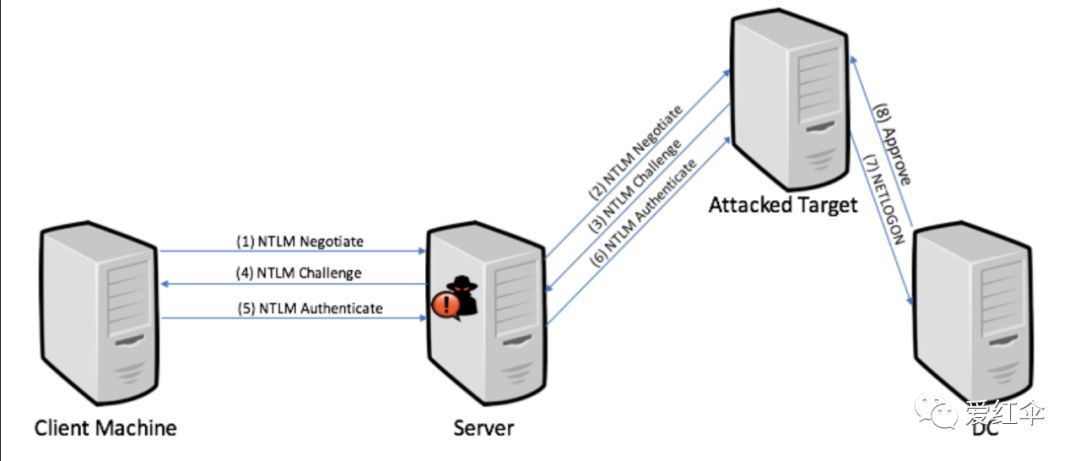 (1) NTLM Negotiate
(4) NTLM Challenge
(5) NTLM Authenticate
(2) NTLM Negotiate
(3) NTLM Challenge
(6) NTLM Authenticate
(8) Approve
(7) NETLOGON
Attacked Target
Client Machine
Server
DC
爱红伞